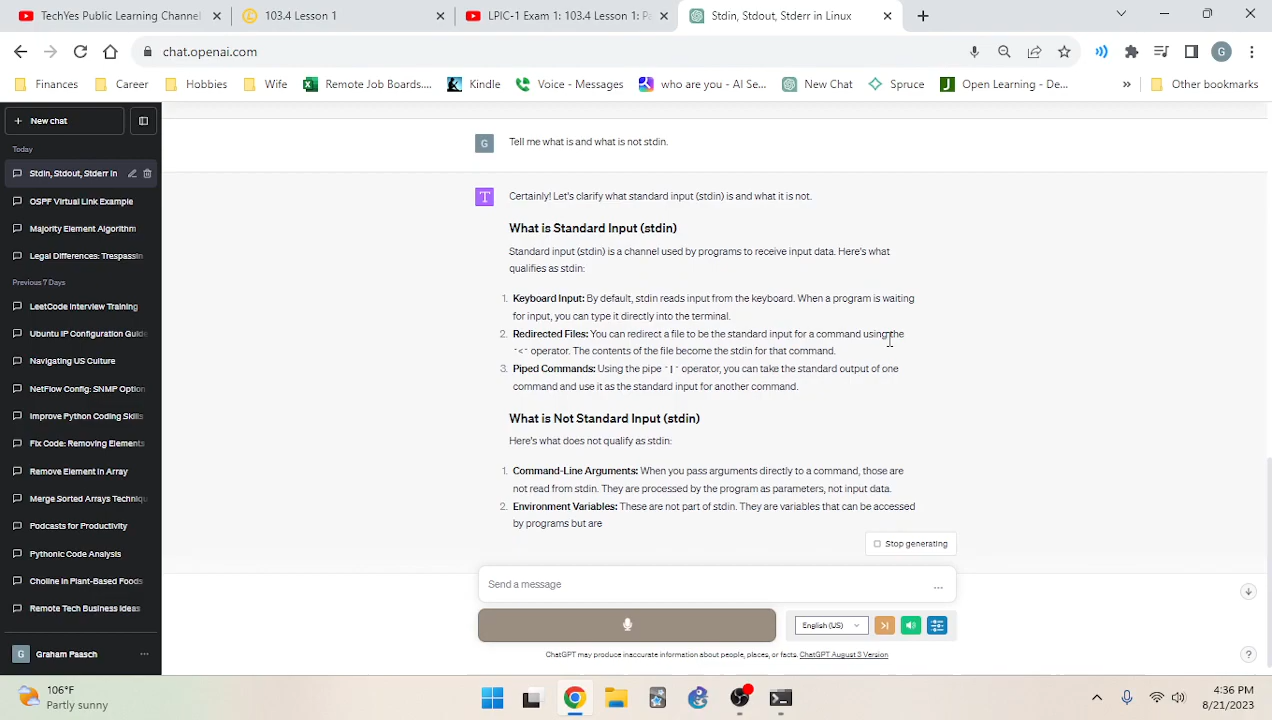 TechYes Public Learning Channel
103.4 Lesson 1
LPIC-1 Exam 1: 103.4 Lesson 1: P
Stdin, Stdout, Stderr in Linux
chat.openai.com
G
Finances
Career
Hobbies
Wife
Remote Job Boards....
Kindle
Voice - Messages
who are you - AI Se...
New Chat
Spruce
Open Learning - De...
»
Other bookmarks
New chat
Today
Stdin, Stdout, Stderr in
OSPF Virtual Link Example
Majority Element Algorithm
Legal Differences: Trespassin
Previous 7 Days
LeetCode Interview Training
Ubuntu IP Configuration Guide
Navigating US Culture
NetFlow Config: SNMP Option
Improve Python Coding Skills
Fix Code: Removing Elements
Remove Element in Array
Merge Sorted Arrays Techniqu
Podcasts for Productivity
Pythonic Code Analysis
Choline in Plant-Based Foods
Remote Tech Business Ideas
G
Graham Paasch
...
G
Tell me what is and what is not stdin.
T
Certainly! Let's clarify what standard input (stdin) is and what it is not.
What is Standard Input (stdin)
Standard input (stdin) is a channel used by programs to receive input data. Here's what
qualifies as stdin:
1. Keyboard Input: By default, stdin reads input from the keyboard. When a program is waiting
for input, you can type it directly into the terminal.
2. Redirected Files: You can redirect a file to be the standard input for a command using the
`<` operator. The contents of the file become the stdin for that command.
3. Piped Commands: Using the pipe `|` operator, you can take the standard output of one
command and use it as the standard input for another command.
What is Not Standard Input (stdin)
Here's what does not qualify as stdin:
1. Command-Line Arguments: When you pass arguments directly to a command, those are
not read from stdin. They are processed by the program as parameters, not input data.
2. Environment Variables: These are not part of stdin. They are variables that can be accessed
by programs but are
Stop generating
Send a message
...
English (US)
ChatGPT may produce inaccurate information about people, places, or facts. ChatGPT August 3 Version
?
106°F
Partly sunny
4:36 PM
8/21/2023